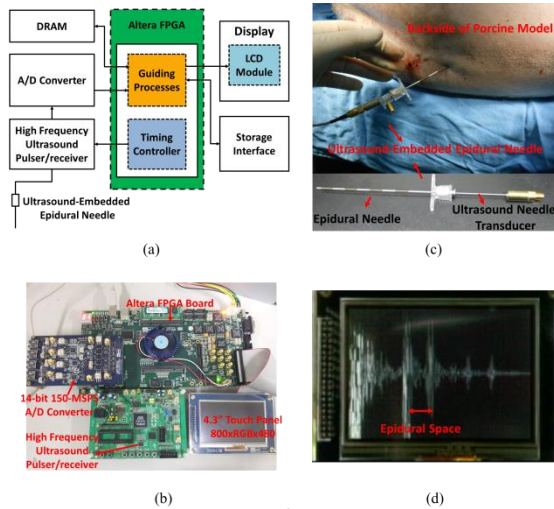 DRAM
Altera FPGA
Display
LCD
Module
Guiding
Processes
A/D Converter
High Frequency
Ultrasound
Pulser/receiver
Timing
Controller
Storage
Interface
Ultrasound-Embedded
Epidural Needle
(a)
Backside of Porcine Model
Ultrasound-Embedded Epidural Needle
Epidural Needle
Ultrasound Needle
Transducer
(c)
Altera FPGA Board
14-bit 150-MSPS
A/D Converter
High Frequency
Ultrasound
Pulser/receiver
4.3" Touch Panel
800xRGBx480
(b)
Epidural Space
(d)